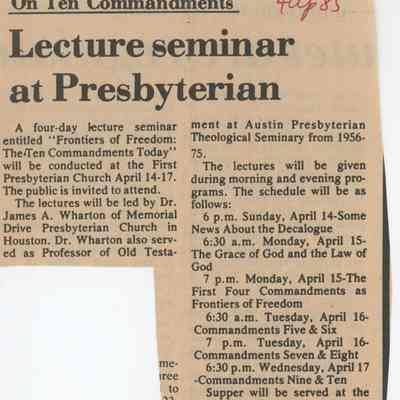 On Ten Commandments
Apr 85
Lecture seminar
at Presbyterian
A four-day lecture seminar
entitled "Frontiers of Freedom:
The/Ten Commandments Today"
will be conducted at the First
Presbyterian Church April 14-17.
The public is invited to attend.
The lectures will be led by Dr.
James A. Wharton of Memorial
Drive Presbyterian Church in
Houston. Dr. Wharton also serv-
ed as Professor of Old Testa-
ment at Austin Presbyterian
Theological Seminary from 1956-
75.
The lectures will be given
during morning and evening pro-
grams. The schedule will be as
follows:
6 p.m. Sunday, April 14-Some
News About the Decalogue
6:30 a.m. Monday, April 15-
The Grace of God and the Law of
God
7 p.m. Monday, April 15-The
First Four Commandments as
Frontiers of Freedom
6:30 a.m. Tuesday, April 16-
Commandments Five & Six
7 p.m. Tuesday, April 16-
Commandments Seven & Eight
6:30 p.m. Wednesday, April 17
-Commandments Nine & Ten
Supper will be served at the